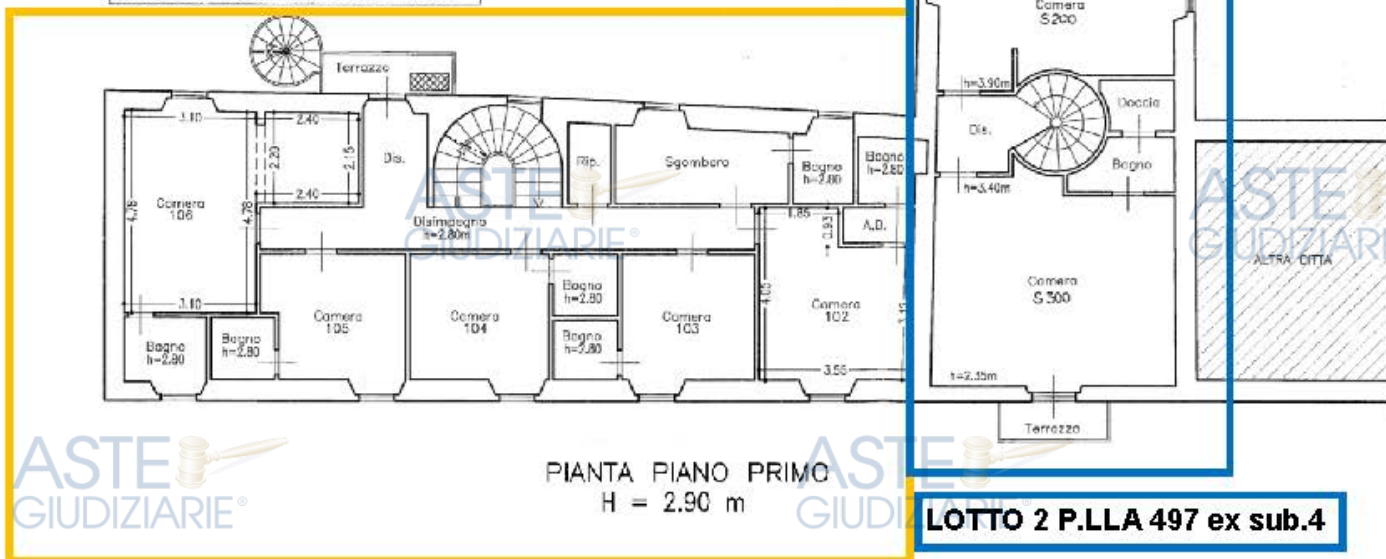 Camera
S200
Terrazzo
h=3.90m
Doccia
3.10
2.40
Dis.
2.20
2.15
Dis.
Rip.
Sgombero
Bagno
h=2.80
Bagno
h=2.80
Bagno
h=3.40m
4.78
Camera
106
4.78
2.40
Disimpegno
h=2.80m
1.85
0.93
A.D.
ASTE
GIUDIZIARIE®
ASTE
GIUDIZIARIE
ALTRA DITTA
Camera
S300
3.10
Camera
105
Camera
104
Bagno
h=2.80
Camera
103
4.05
Camera
102
Bagno
h=2.80
Bagno
h=2.80
Bagno
h=2.80
3.55
h=2.35m
Terrazzo
ASTE
GIUDIZIARIE®
PIANTA PIANO PRIMO
H = 2.90 m
ASTE
GIUDIZIARIE®
LOTTO 2 P.LLA 497 ex sub.4